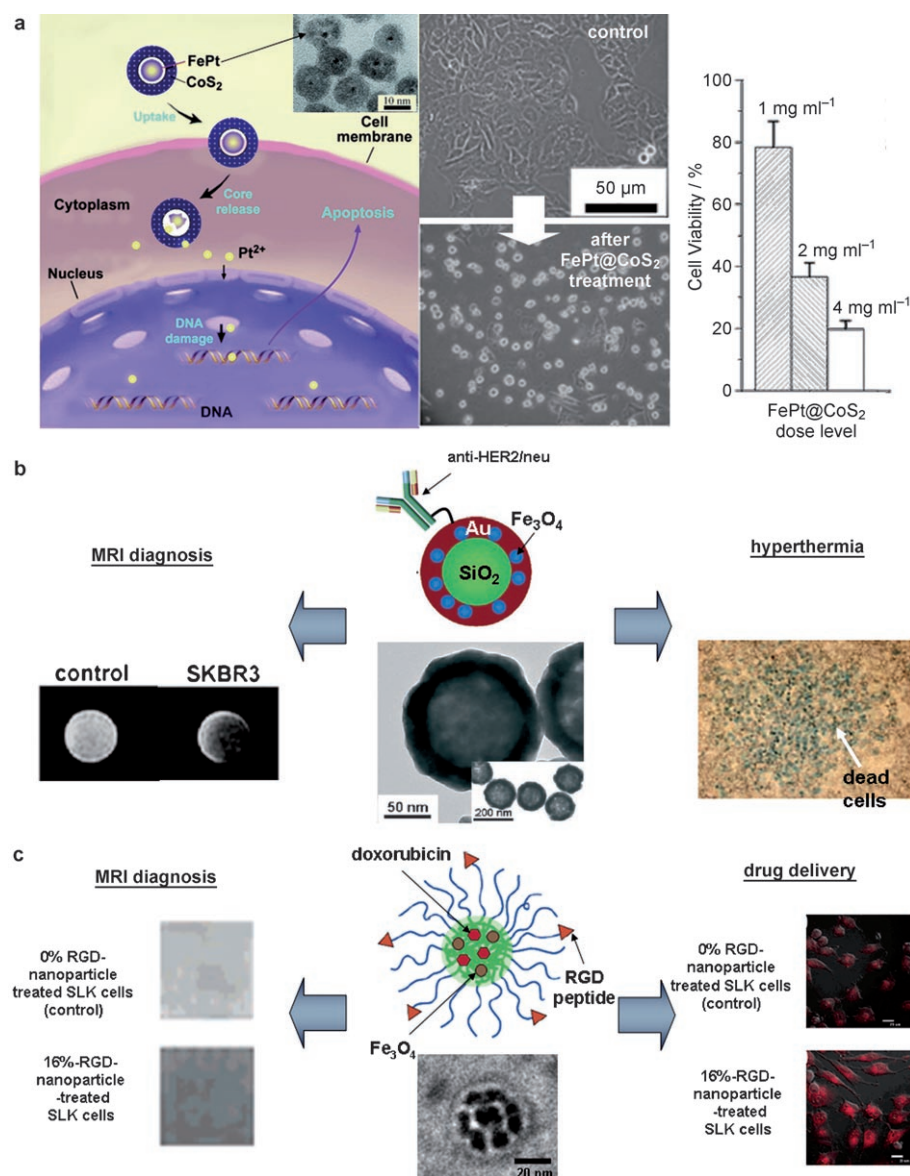 a
FePt
CoS₂
10 nm
Uptake
Cell
membrane
Cytoplasm
Core
release
Apoptosis
Pt²⁺
Nucleus
DNA
damage
DNA
control
50 µm
after
FePt@CoS₂
treatment
Cell Viability / %
100
80
60
40
20
0
1 mg ml⁻¹
2 mg ml⁻¹
4 mg ml⁻¹
FePt@CoS₂
dose level
b
anti-HER2/neu
Au
Fe₃O₄
SiO₂
MRI diagnosis
hyperthermia
control
SKBR3
50 nm
200 nm
dead
cells
c
MRI diagnosis
doxorubicin
drug delivery
0% RGD-
nanoparticle
treated SLK cells
(control)
RGD
peptide
0% RGD-
nanoparticle
treated SLK cells
(control)
16%-RGD-
nanoparticle
-treated
SLK cells
Fe₃O₄
20 nm
16%-RGD-
nanoparticle
-treated
SLK cells